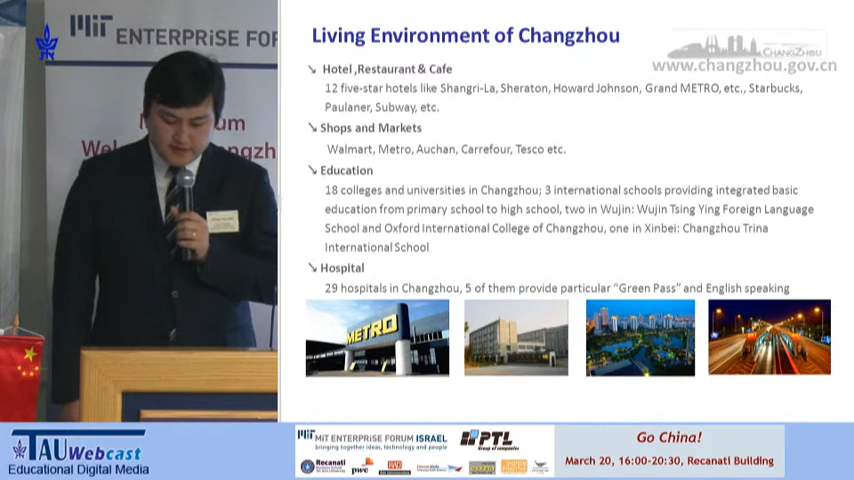 MIT
ENTERPRISE FORUM
Living Environment of Changzhou
CHANGZHOU
www.changzhou.gov.cn
↘ Hotel ,Restaurant & Cafe
12 five-star hotels like Shangri-La, Sheraton, Howard Johnson, Grand METRO, etc., Starbucks,
Paulaner, Subway, etc.
↘ Shops and Markets
Walmart, Metro, Auchan, Carrefour, Tesco etc.
↘ Education
18 colleges and universities in Changzhou; 3 international schools providing integrated basic
education from primary school to high school, two in Wujin: Wujin Tsing Ying Foreign Language
School and Oxford International College of Changzhou, one in Xinbei: Changzhou Trina
International School
↘ Hospital
29 hospitals in Changzhou, 5 of them provide particular “Green Pass” and English speaking
METRO
TAU Webcast
Educational Digital Media
MIT ENTERPRISE FORUM ISRAEL
bringing together ideas, technology and people
PTL
Group of companies
Recanati
pwc
Go China!
March 20, 16:00-20:30, Recanati Building